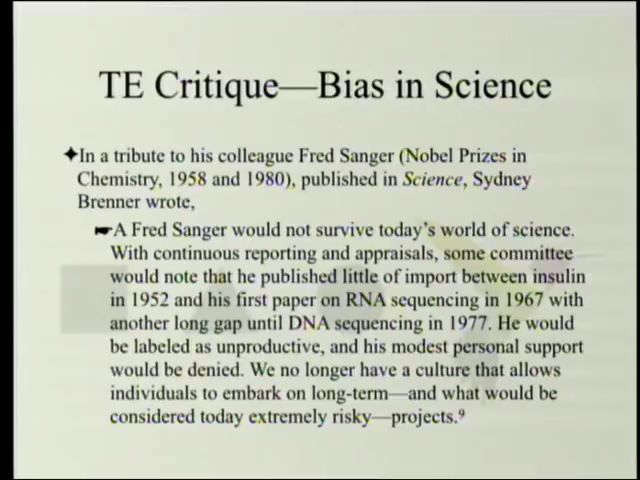 TE Critique—Bias in Science
✦In a tribute to his colleague Fred Sanger (Nobel Prizes in
Chemistry, 1958 and 1980), published in Science, Sydney
Brenner wrote,
☛A Fred Sanger would not survive today's world of science.
With continuous reporting and appraisals, some committee
would note that he published little of import between insulin
in 1952 and his first paper on RNA sequencing in 1967 with
another long gap until DNA sequencing in 1977. He would
be labeled as unproductive, and his modest personal support
would be denied. We no longer have a culture that allows
individuals to embark on long-term—and what would be
considered today extremely risky—projects.⁹